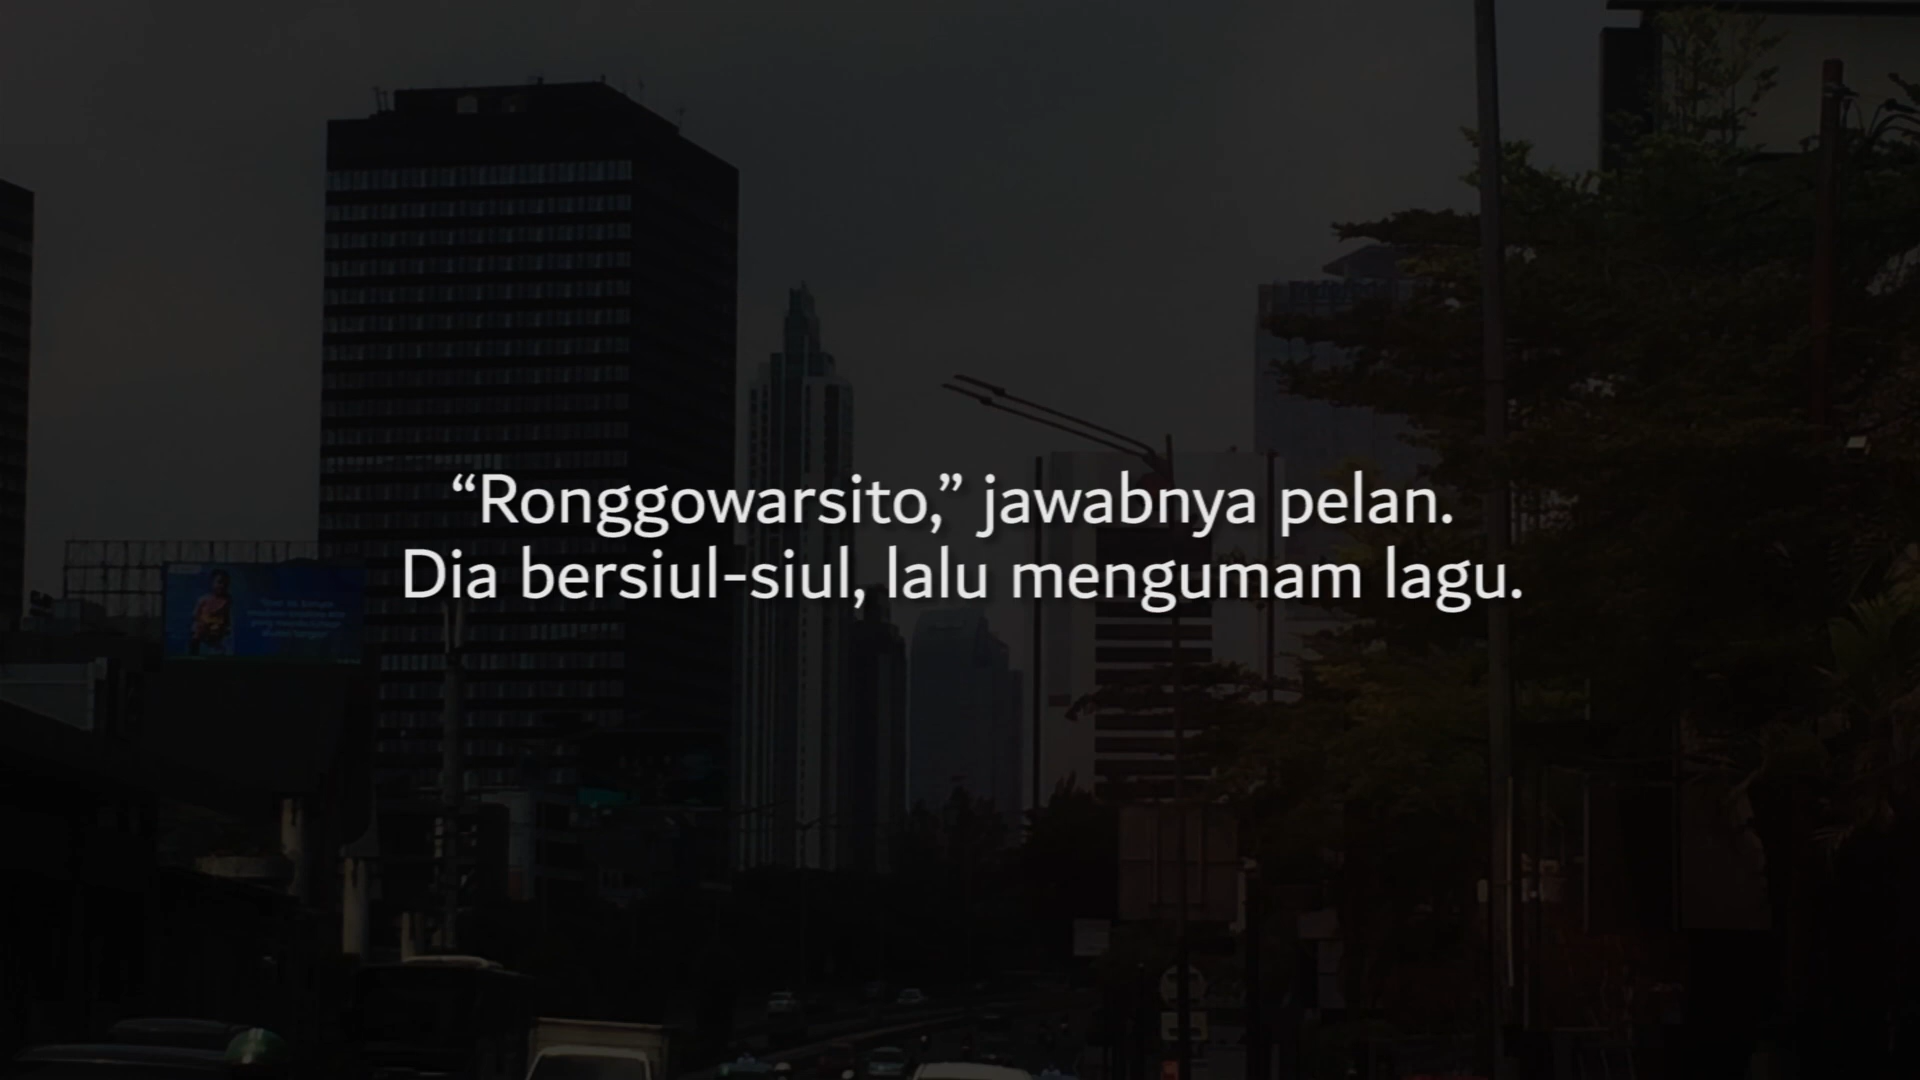 “Ronggowarsito,” jawabnya pelan.
Dia bersiul-siul, lalu mengumam lagu.